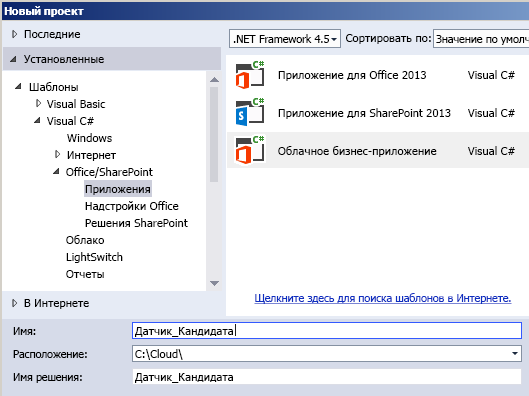 Новый проект
Последние
.NET Framework 4.5 Сортировать по: Значение по умолч
Установленные
Шаблоны
Visual Basic
Visual C#
Windows
Интернет
Office/SharePoint
Приложения
Надстройки Office
Решения SharePoint
Облако
LightSwitch
Отчеты
В Интернете
C# Приложение для Office 2013 Visual C#
C# Приложение для SharePoint 2013 Visual C#
C# Облачное бизнес-приложение Visual C#
Щелкните здесь для поиска шаблонов в Интернете.
Имя: Датчик_Кандидата
Расположение: C:\Cloud\
Имя решения: Датчик_Кандидата